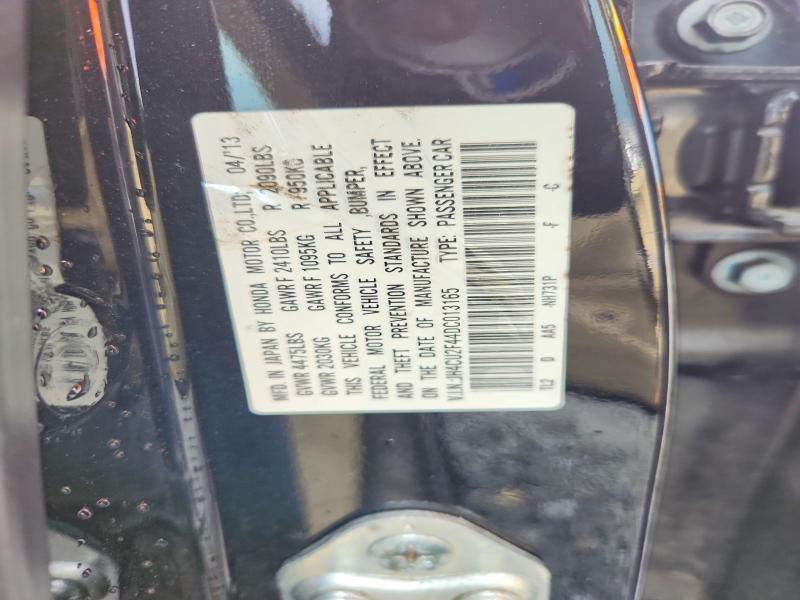 MFD. IN JAPAN BY HONDA MOTOR CO.,LTD. 04/13
GVWR 4475LBS GAWR F 2410LBS R 2090LBS
GVWR 2030KG GAWR F 1095KG R 950KG
THIS VEHICLE CONFORMS TO ALL APPLICABLE
FEDERAL MOTOR VEHICLE SAFETY ,BUMPER,
AND THEFT PREVENTION STANDARDS IN EFFECT
ON THE DATE OF MANUFACTURE SHOWN ABOVE.
V.I.N.:JH4CU2F44DC013165 TYPE: PASSENGER CAR
TL2 D AA5 NH731P -F -C